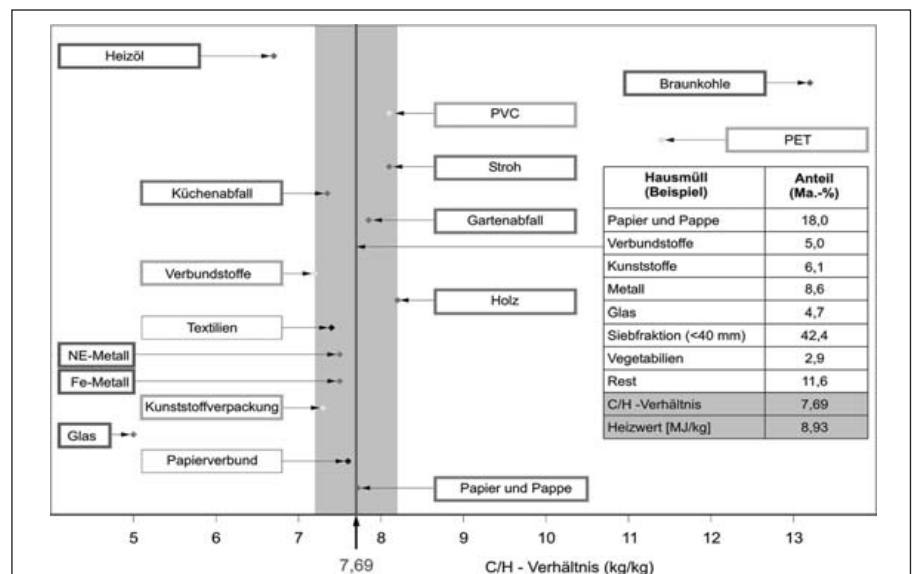 Heizöl
Braunkohle
PVC
PET
Stroh
Küchenabfall
Gartenabfall
Verbundstoffe
Holz
Textilien
NE-Metall
Fe-Metall
Kunststoffverpackung
Glas
Papierverbund
Papier und Pappe
Hausmüll (Beispiel) Anteil (Ma.-%)
Papier und Pappe 18,0
Verbundstoffe 5,0
Kunststoffe 6,1
Metall 8,6
Glas 4,7
Siebfraktion (<40 mm) 42,4
Vegetabilien 2,9
Rest 11,6
C/H -Verhältnis 7,69
Heizwert [MJ/kg] 8,93
5 6 7 8 9 10 11 12 13
7,69
C/H - Verhältnis (kg/kg)